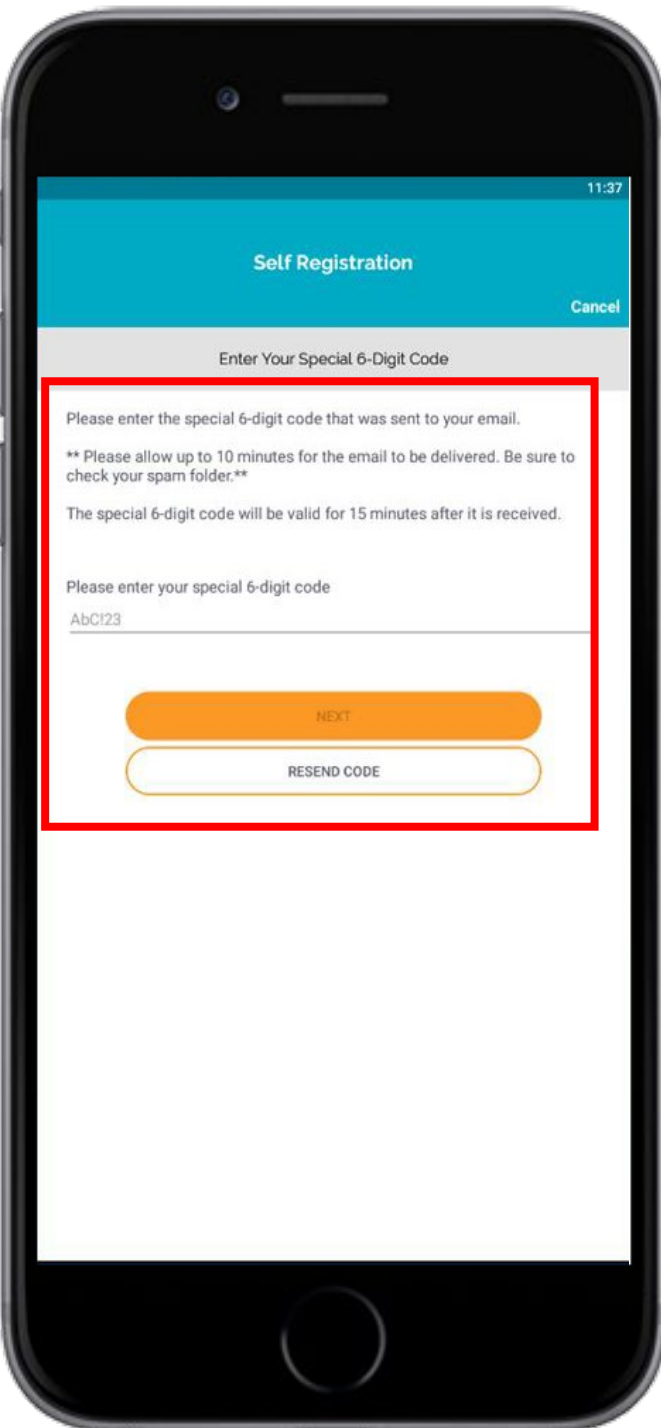 11:37
Self Registration
Cancel
Enter Your Special 6-Digit Code
Please enter the special 6-digit code that was sent to your email.
** Please allow up to 10 minutes for the email to be delivered. Be sure to
check your spam folder.**
The special 6-digit code will be valid for 15 minutes after it is received.
Please enter your special 6-digit code
AbC!23
NEXT
RESEND CODE